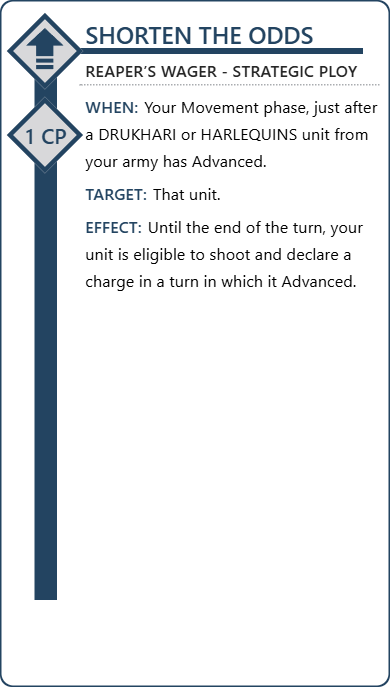 SHORTEN THE ODDS
REAPER’S WAGER - STRATEGIC PLOY
1 CP
WHEN: Your Movement phase, just after
a DRUKHARI or HARLEQUINS unit from
your army has Advanced.
TARGET: That unit.
EFFECT: Until the end of the turn, your
unit is eligible to shoot and declare a
charge in a turn in which it Advanced.